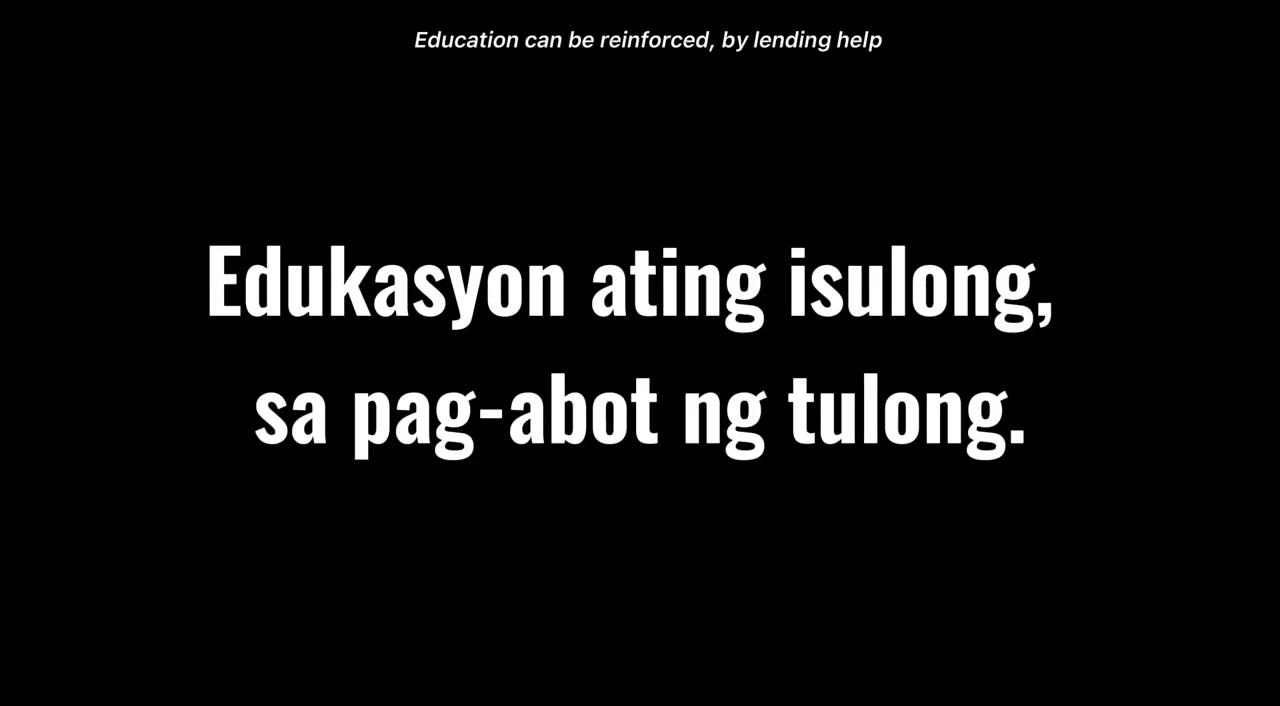 Education can be reinforced, by lending help
Edukasyon ating isulong,
sa pag-abot ng tulong.